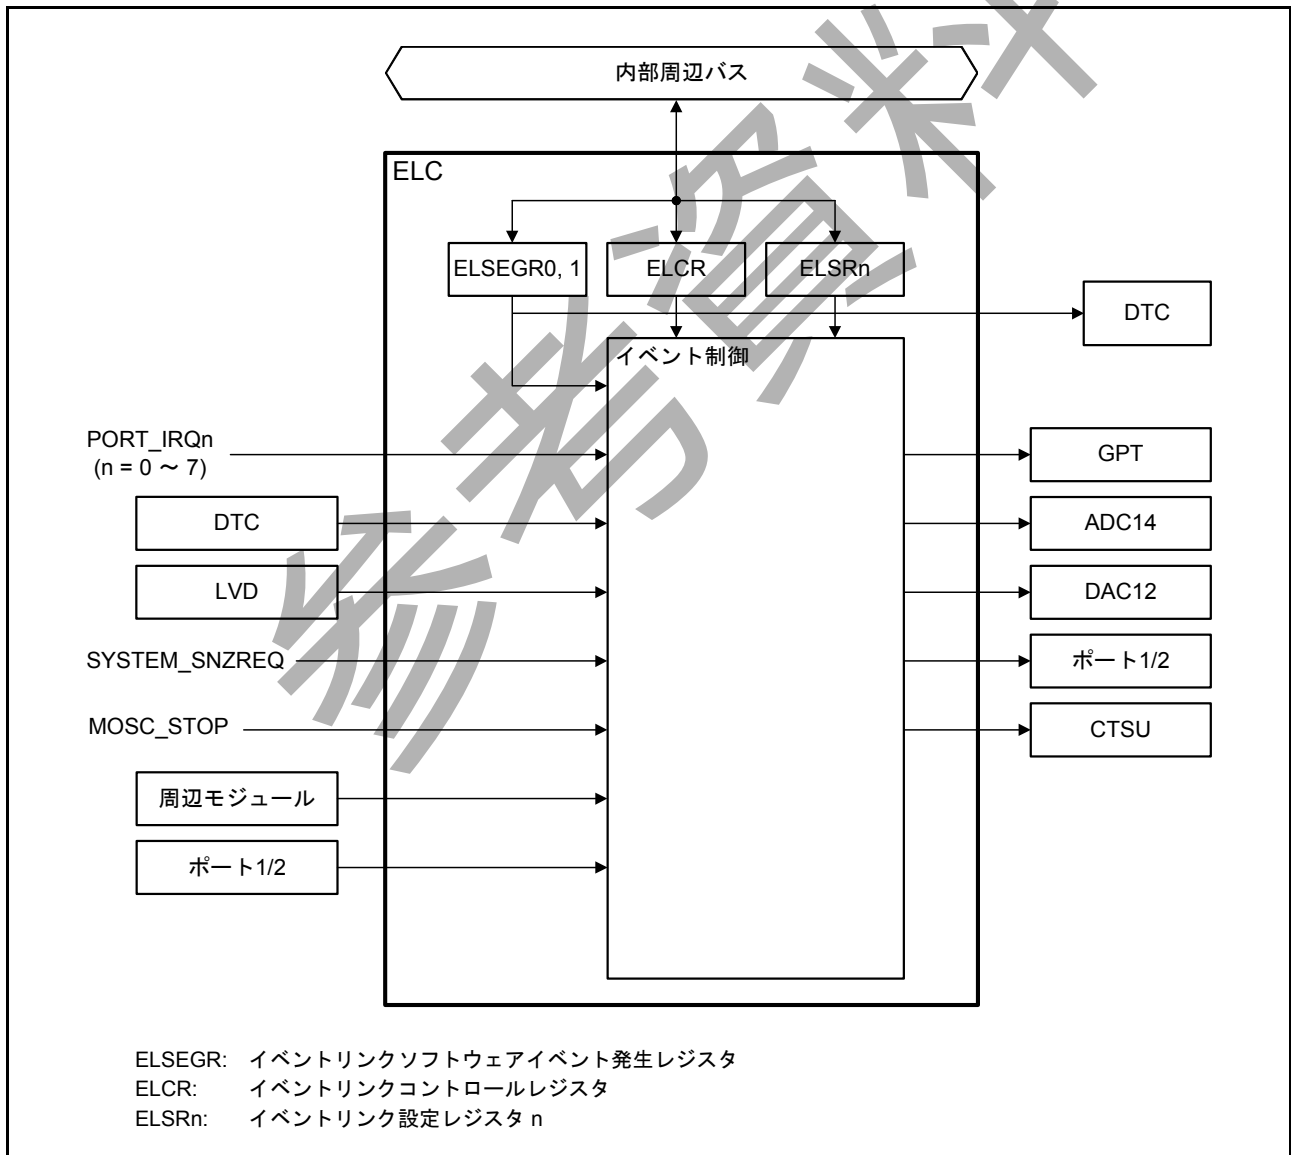 内部周辺バス
ELC
ELSEGR0, 1
ELCR
ELSRn
DTC
イベント制御
PORT_IRQn
(n = 0 ～ 7)
GPT
DTC
ADC14
LVD
DAC12
SYSTEM_SNZREQ
ポート1/2
MOSC_STOP
CTSU
周辺モジュール
ポート1/2
ELSEGR: イベントリンクソフトウェアイベント発生レジスタ
ELCR: イベントリンクコントロールレジスタ
ELSRn: イベントリンク設定レジスタ n
参考資料